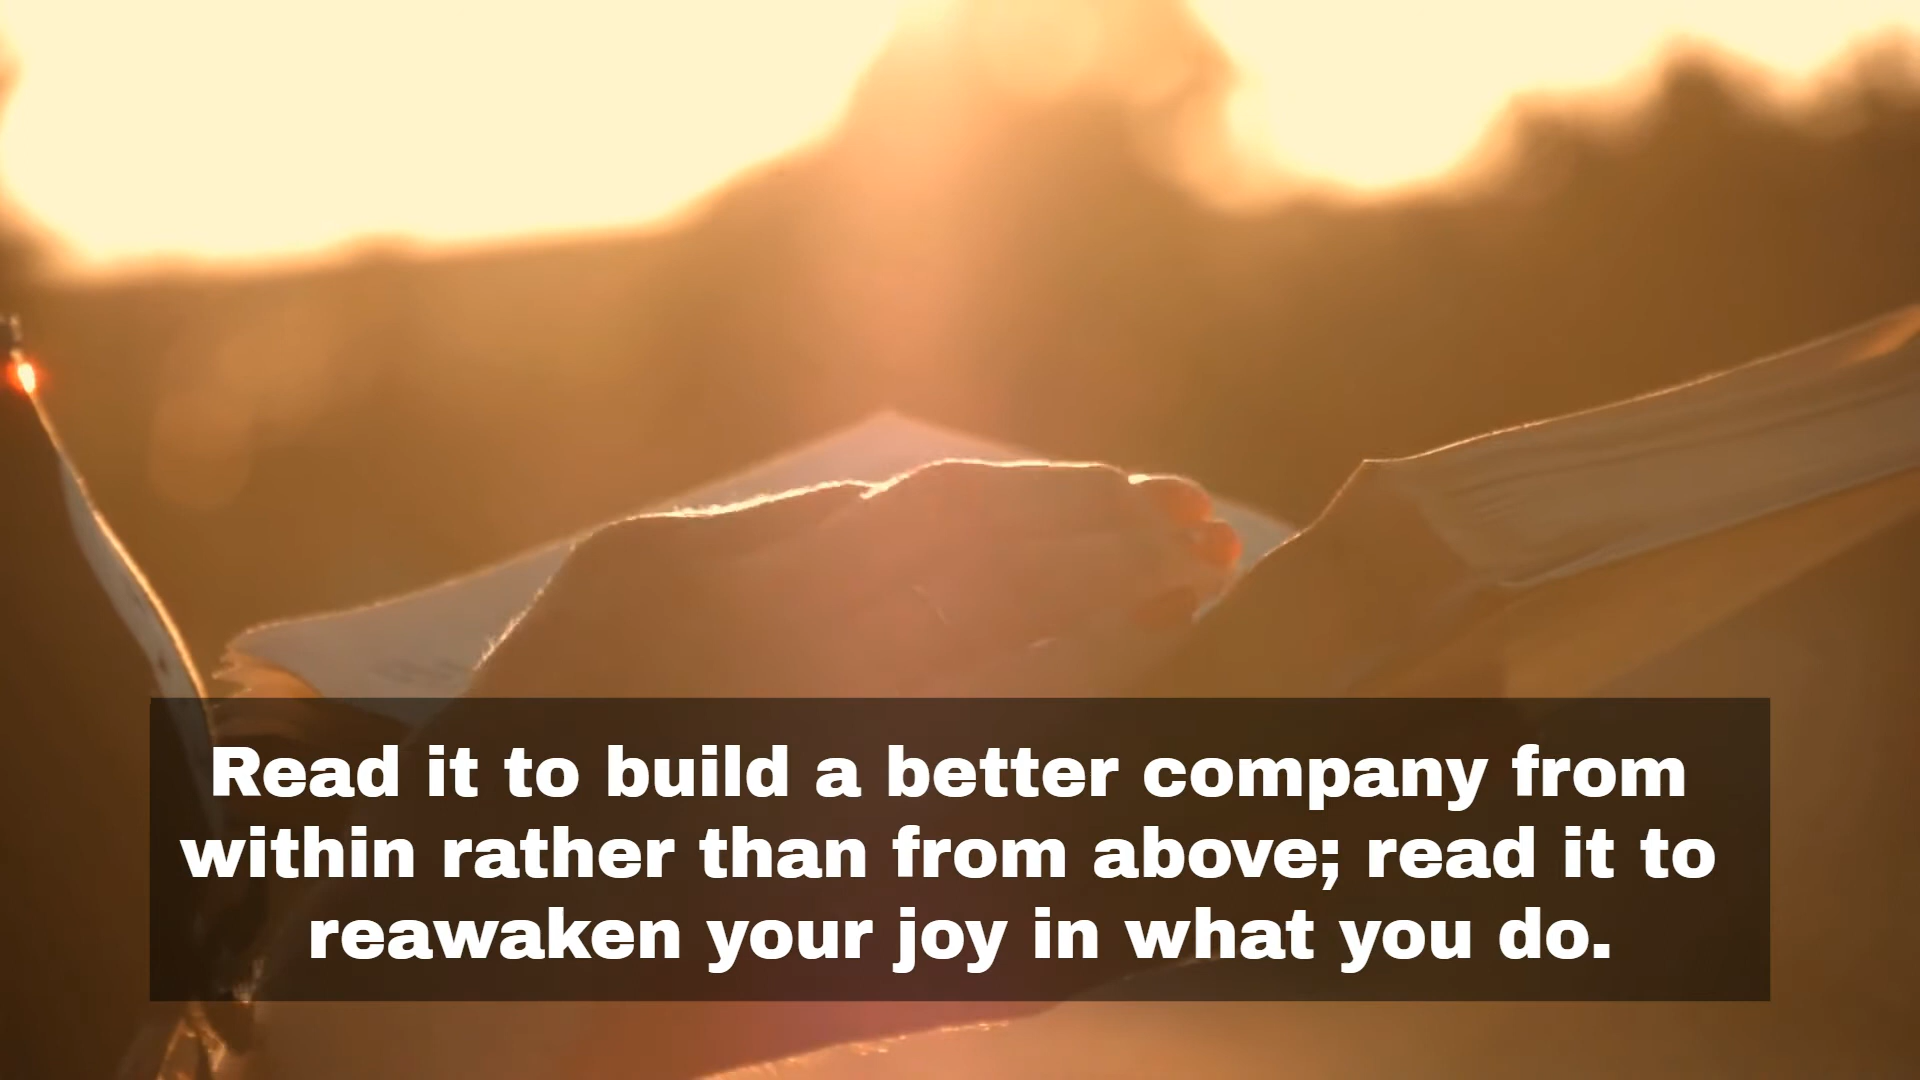 Read it to build a better company from
within rather than from above; read it to
reawaken your joy in what you do.